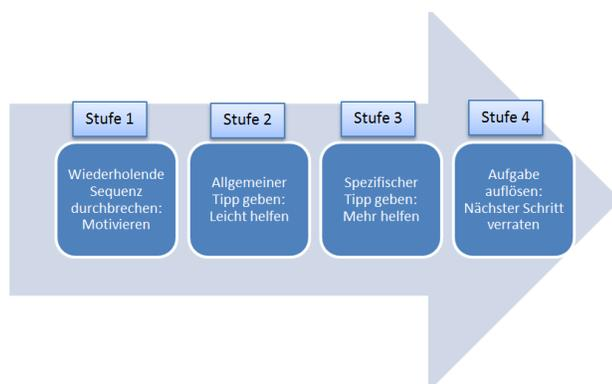 Stufe 1
Wiederholende
Sequenz
durchbrechen:
Motivieren
Stufe 2
Allgemeiner
Tipp geben:
Leicht helfen
Stufe 3
Spezifischer
Tipp geben:
Mehr helfen
Stufe 4
Aufgabe
auflösen:
Nächster Schritt
verraten